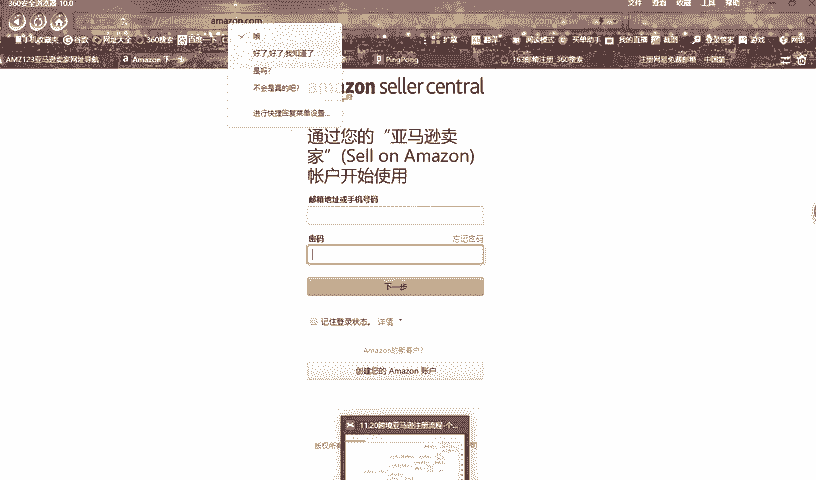 360安全浏览器 10.0
文件 查看 收藏 工具 帮助
amazon.com
手机收藏夹 谷歌 网址大全 360搜索 百度一下
扩展 翻译 阅读模式 买单助手 我的直播 截图 登录管家 游戏 网银
AMZ123亚马逊卖家导航
Amazon 下一步
PingPong
163邮箱注册_360搜索
注册网易免费邮箱 - 中国第一
嗯
好了,好了,我知道了
是吗?
不会是真的吧?
进行快捷回复菜单设置...
amazon seller central
通过您的“亚马逊卖
家”(Sell on Amazon)
帐户开始使用
邮箱地址或手机号码
密码
忘记密码
下一步
记住登录状态。 详情
Amazon的新客户?
创建您的 Amazon 账户
11.20跨境亚马逊注册流程-个...
版权所有